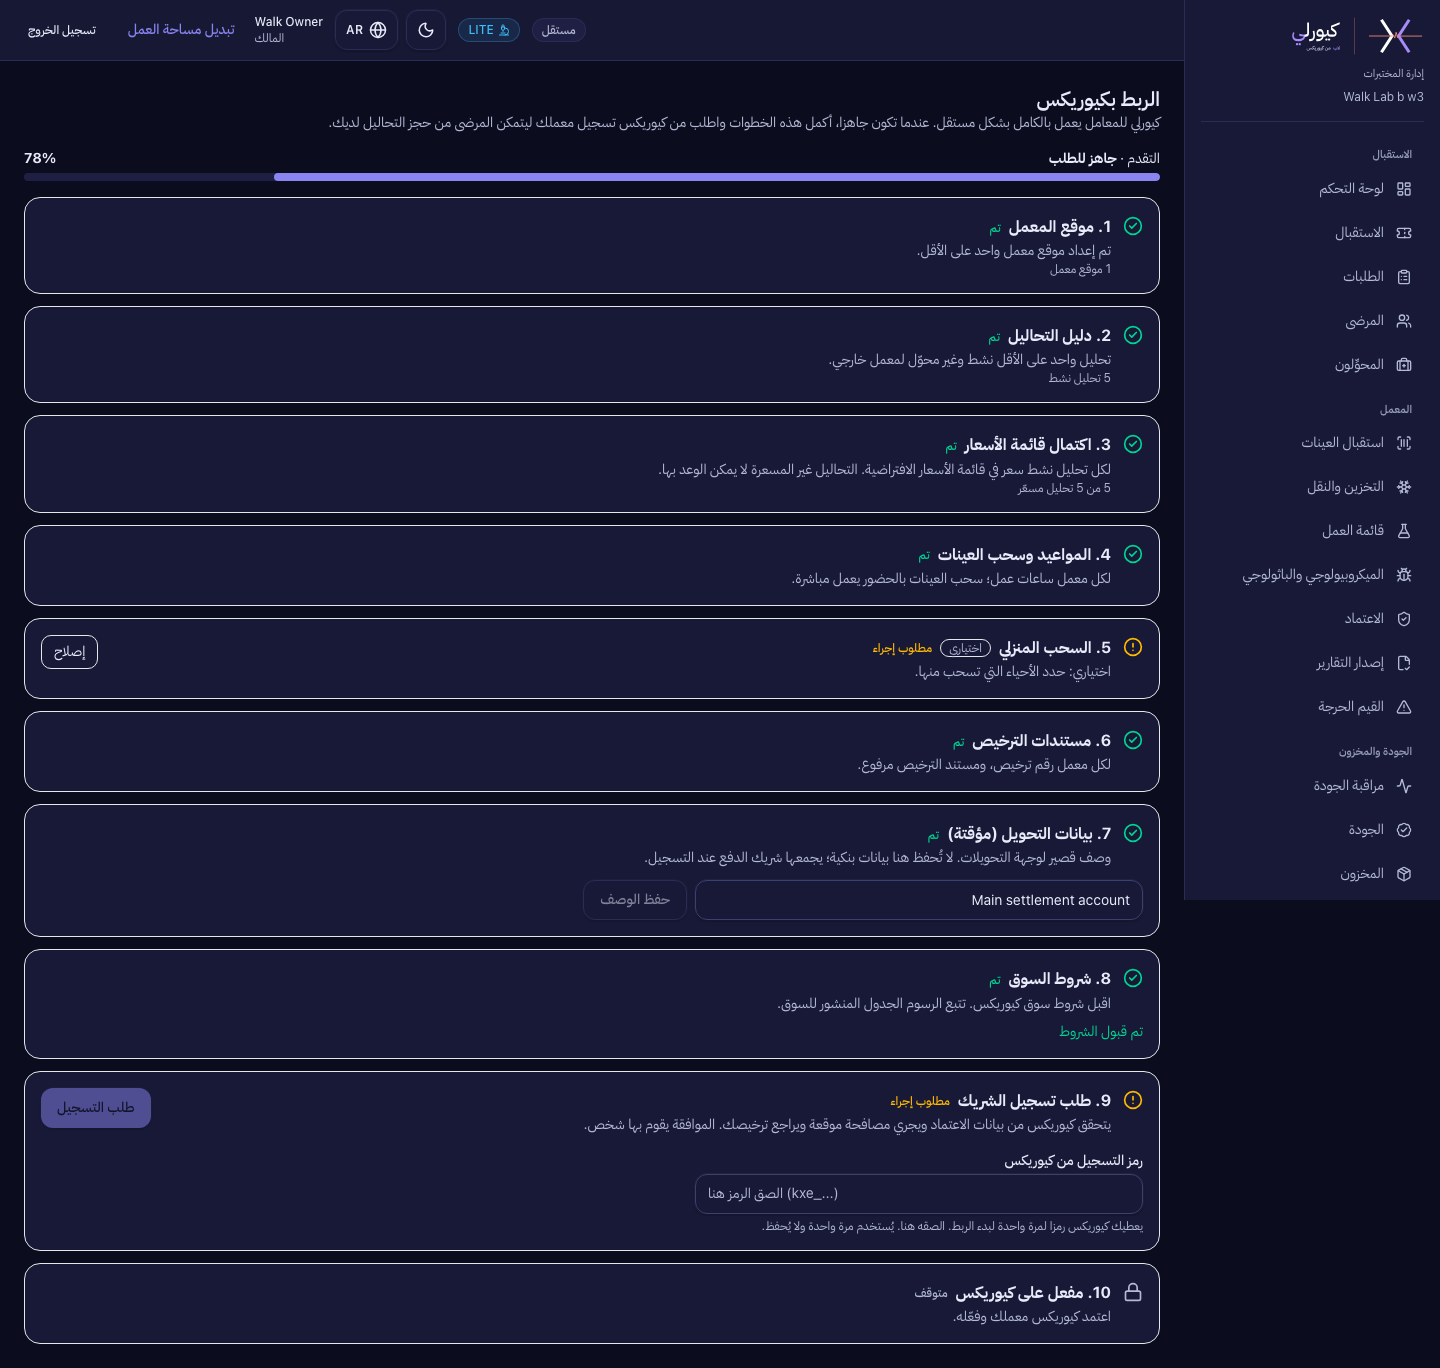 كيورلي
لاب من كيوريكس
إدارة المختبرات
Walk Lab b w3
الاستقبال
لوحة التحكم
الاستقبال
الطلبات
المرضى
المحوِّلون
المعمل
استقبال العينات
التخزين والنقل
قائمة العمل
الميكروبيولوجي والباثولوجي
الاعتماد
إصدار التقارير
القيم الحرجة
الجودة والمخزون
مراقبة الجودة
الجودة
المخزون
مستقل
LITE
AR
Walk Owner
المالك
تبديل مساحة العمل
تسجيل الخروج
الربط بكيوريكس
كيورلي للمعامل يعمل بالكامل بشكل مستقل. عندما تكون جاهزا، أكمل هذه الخطوات واطلب من كيوريكس تسجيل معملك ليتمكن المرضى من حجز التحاليل لديك.
التقدم · جاهز للطلب
78%
1. موقع المعمل تم
تم إعداد موقع معمل واحد على الأقل.
1 موقع معمل
2. دليل التحاليل تم
تحليل واحد على الأقل نشط وغير محوّل لمعمل خارجي.
5 تحليل نشط
3. اكتمال قائمة الأسعار تم
لكل تحليل نشط سعر في قائمة الأسعار الافتراضية. التحاليل غير المسعرة لا يمكن الوعد بها.
5 من 5 تحليل مسعّر
4. المواعيد وسحب العينات تم
لكل معمل ساعات عمل؛ سحب العينات بالحضور يعمل مباشرة.
5. السحب المنزلي اختياري مطلوب إجراء
إصلاح
اختياري: حدد الأحياء التي تسحب منها.
6. مستندات الترخيص تم
لكل معمل رقم ترخيص، ومستند الترخيص مرفوع.
7. بيانات التحويل (مؤقتة) تم
وصف قصير لوجهة التحويلات. لا تُحفظ هنا بيانات بنكية؛ يجمعها شريك الدفع عند التسجيل.
Main settlement account
حفظ الوصف
8. شروط السوق تم
اقبل شروط سوق كيوريكس. تتبع الرسوم الجدول المنشور للسوق.
تم قبول الشروط
9. طلب تسجيل الشريك مطلوب إجراء
طلب التسجيل
يتحقق كيوريكس من بيانات الاعتماد ويجري مصافحة موقعة ويراجع ترخيصك. الموافقة يقوم بها شخص.
رمز التسجيل من كيوريكس
الصق الرمز هنا (kxe_...)
يعطيك كيوريكس رمزا لمرة واحدة لبدء الربط. الصقه هنا. يُستخدم مرة واحدة ولا يُحفظ.
10. مفعل على كيوريكس متوقف
اعتمد كيوريكس معملك وفعّله.